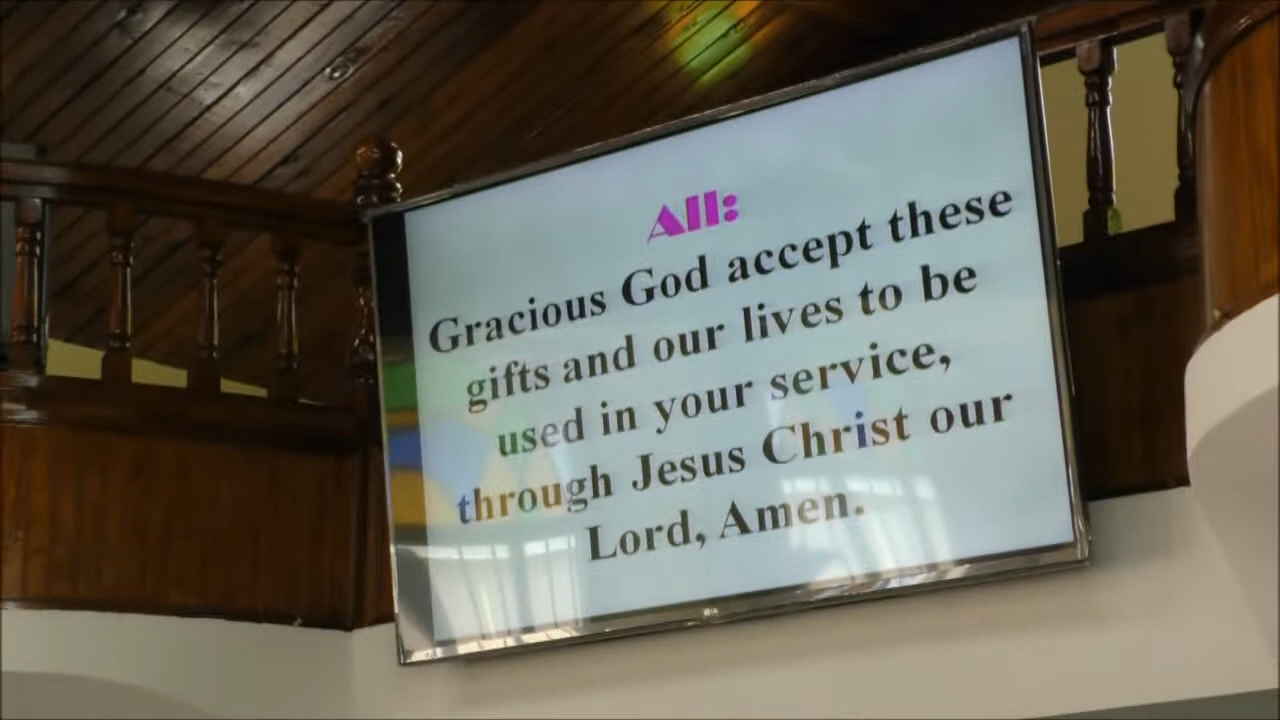 All:
Gracious God accept these
gifts and our lives to be
used in your service,
through Jesus Christ our
Lord, Amen.